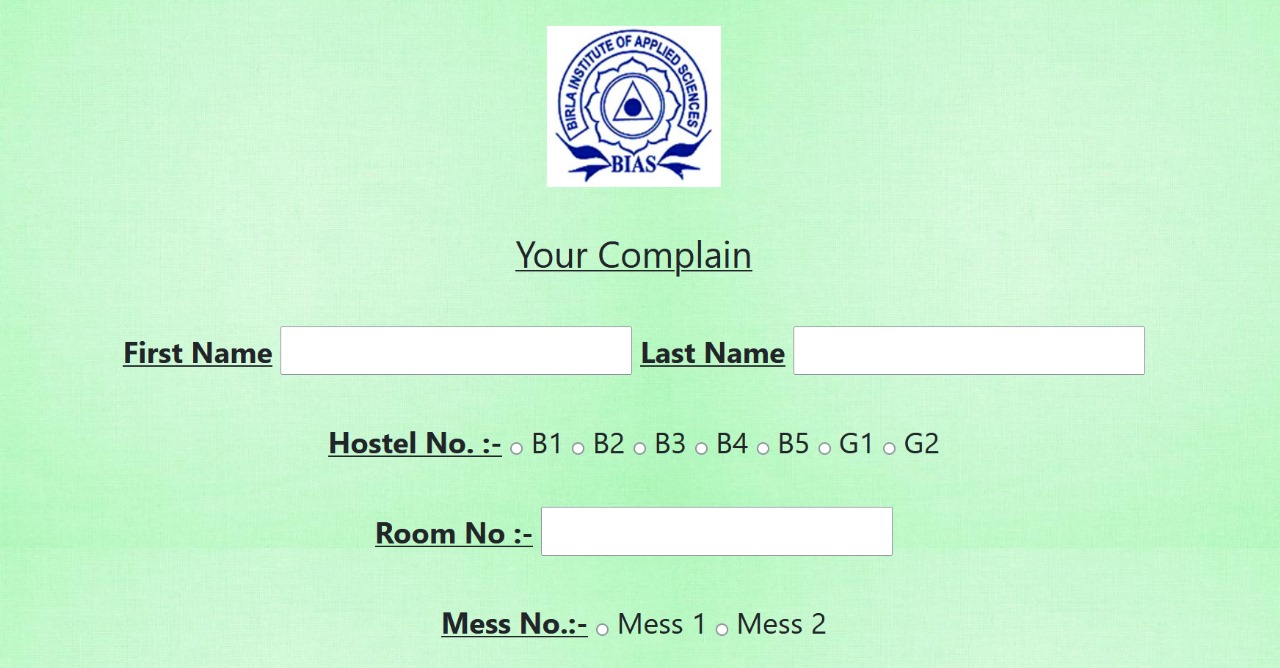 BIRLA INSTITUTE OF APPLIED SCIENCES
BIAS
Your Complain
First Name Last Name
Hostel No. :- B1 B2 B3 B4 B5 G1 G2
Room No :-
Mess No.:- Mess 1 Mess 2